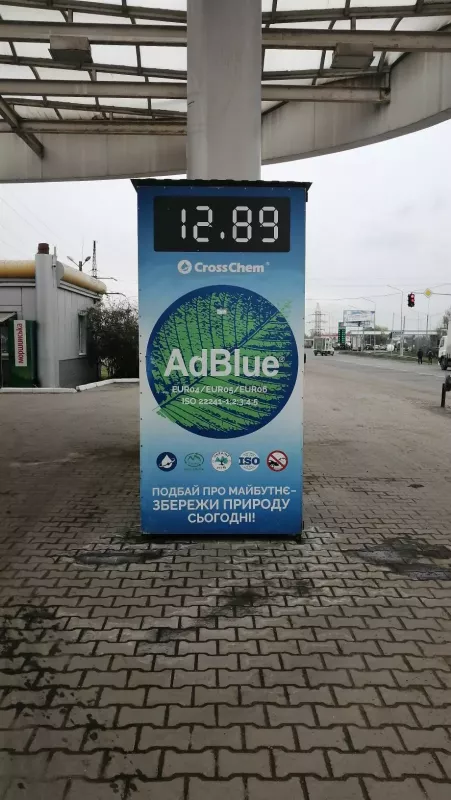 12.89
CrossChem®
AdBlue®
EURO4/EURO5/EURO6
ISO 22241-1,2,3,4,5
ISO
ПОДБАЙ ПРО МАЙБУТНЄ-
ЗБЕРЕЖИ ПРИРОДУ
СЬОГОДНІ!
моршинська